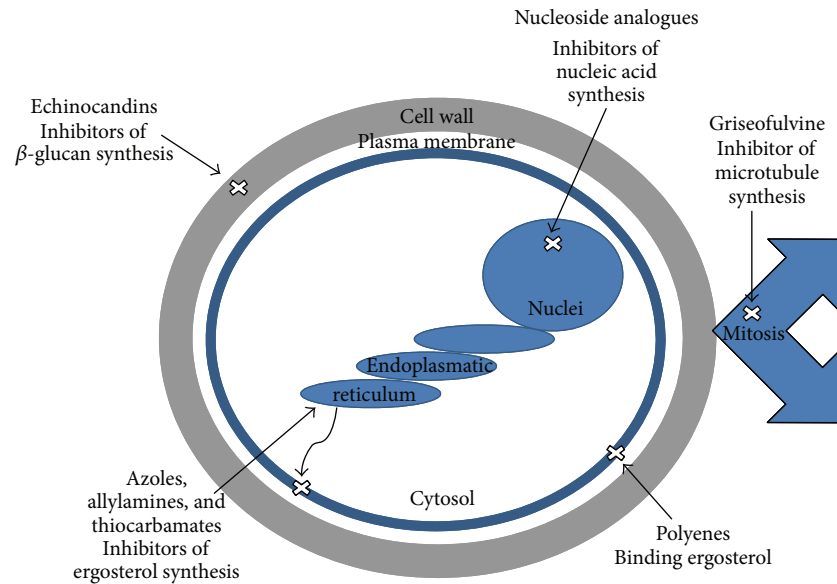 Nucleoside analogues
Inhibitors of
nucleic acid
synthesis
Echinocandins
Inhibitors of
β-glucan synthesis
Cell wall
Plasma membrane
Griseofulvine
Inhibitor of
microtubule
synthesis
Nuclei
Mitosis
Endoplasmatic
reticulum
Azoles,
allylamines, and
thiocarbamates
Inhibitors of
ergosterol synthesis
Cytosol
Polyenes
Binding ergosterol